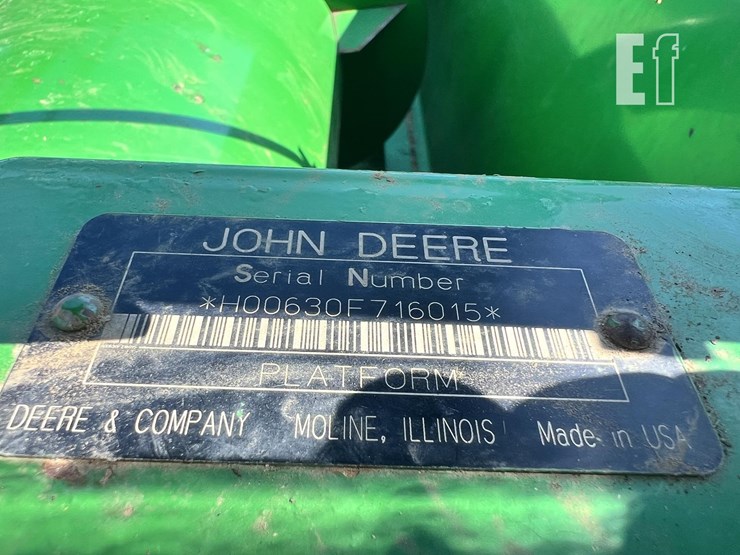 Ef
JOHN DEERE
Serial Number
*H00630F716015*
PLATFORM
DEERE & COMPANY MOLINE, ILLINOIS Made in USA